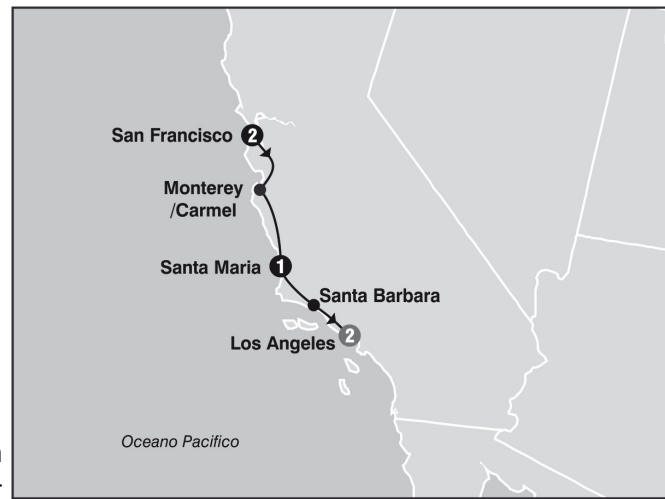 San Francisco 2
Monterey
/Carmel
Santa Maria 1
Santa Barbara
Los Angeles 2
Oceano Pacifico